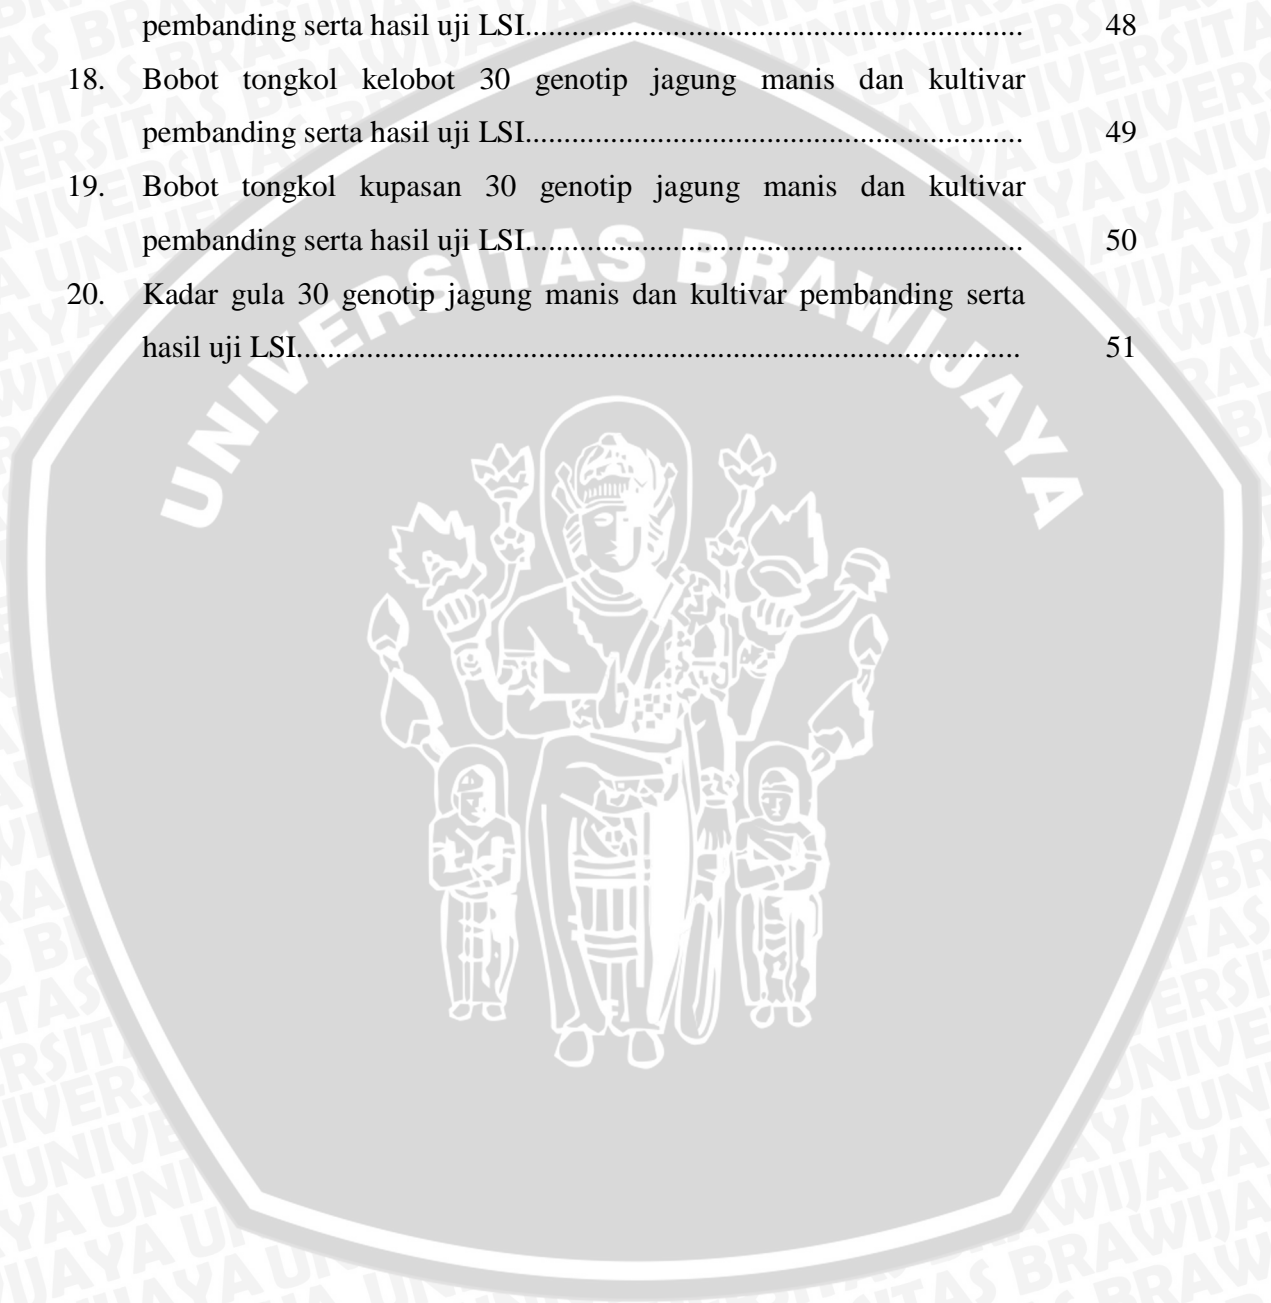 pembanding serta hasil uji LSI............................................................ 48
18. Bobot tongkol kelobot 30 genotip jagung manis dan kultivar
pembanding serta hasil uji LSI............................................................ 49
19. Bobot tongkol kupasan 30 genotip jagung manis dan kultivar
pembanding serta hasil uji LSI............................................................ 50
20. Kadar gula 30 genotip jagung manis dan kultivar pembanding serta
hasil uji LSI....................................................................................... 51
UNIVERSITAS BRAWIJAYA